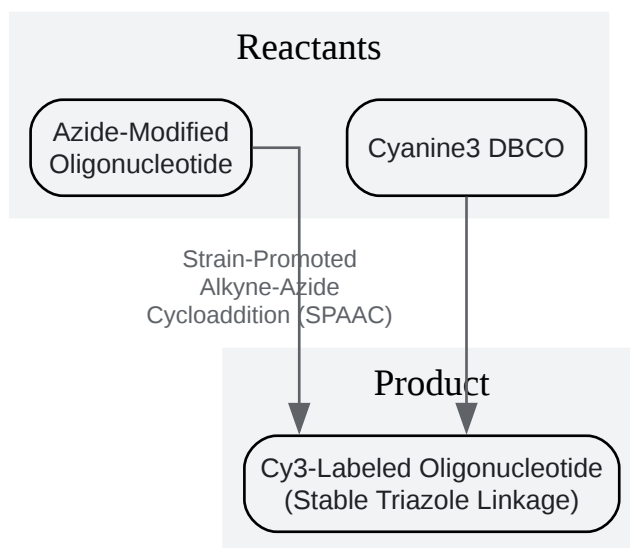 Reactants
Azide-Modified
Oligonucleotide
Cyanine3 DBCO
Strain-Promoted
Alkyne-Azide
Cycloaddition (SPAAC)
Product
Cy3-Labeled Oligonucleotide
(Stable Triazole Linkage)